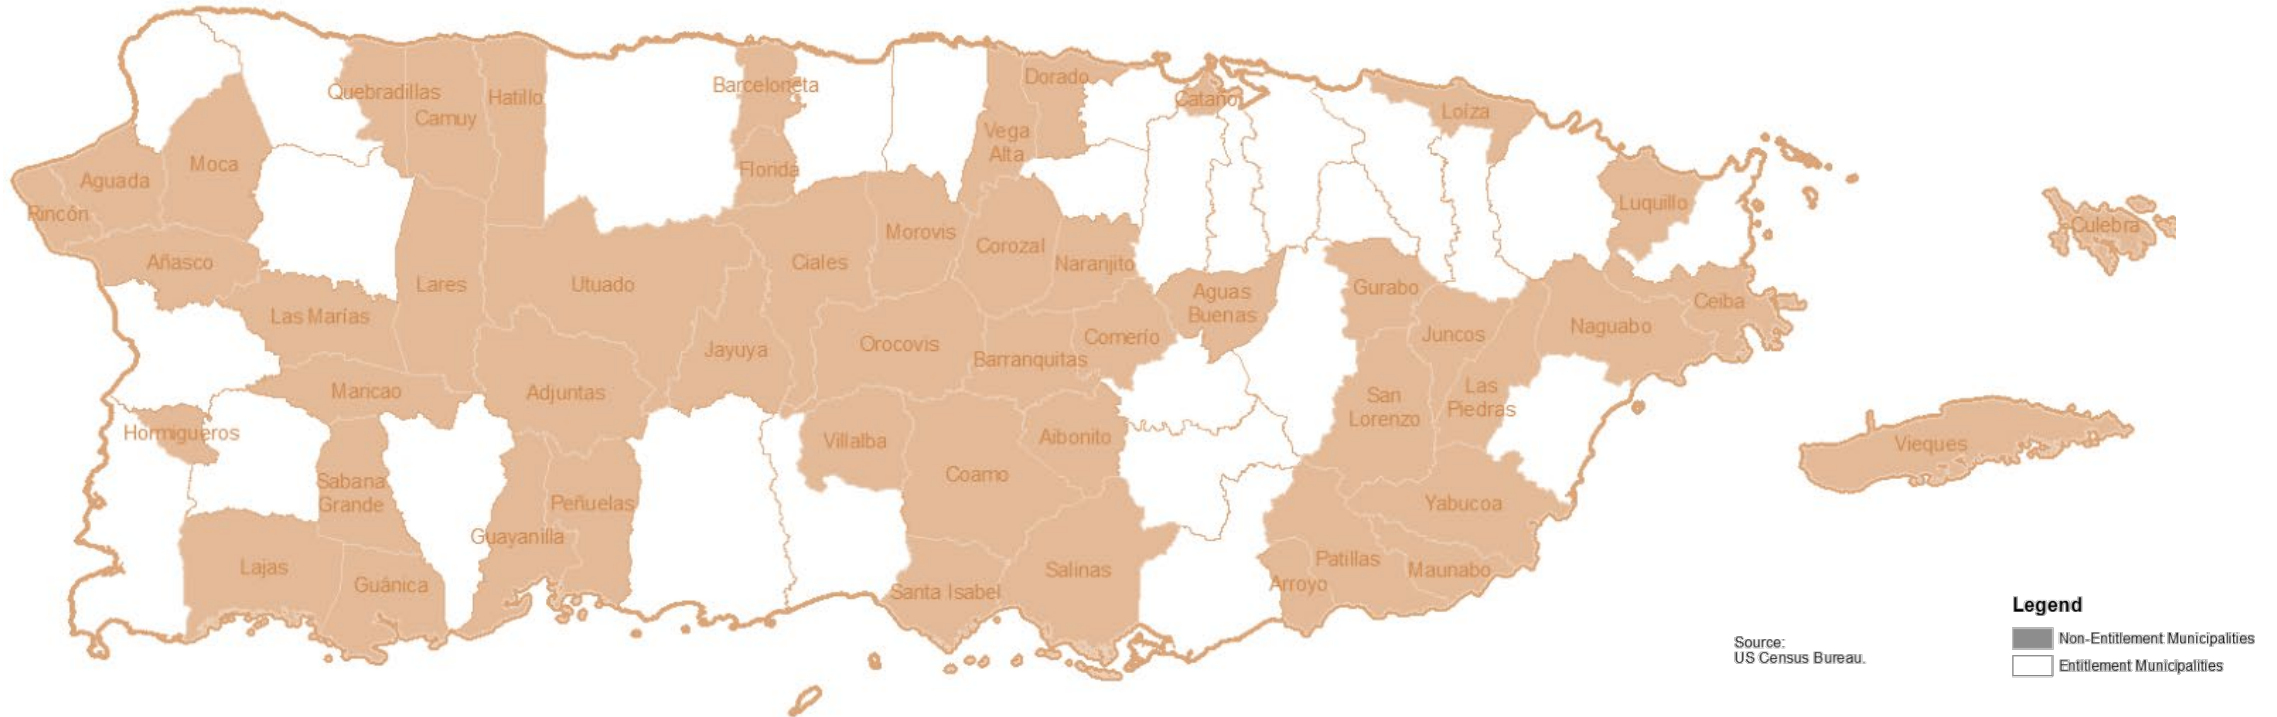 Dorado
Barceloneta
Quebradillas
Hatillo
Cataño
Loíza
Camuy
Vega
Alta
Moca
Florida
Aguada
Luquillo
Rincón
Culebra
Morovis
Corozal
Añasco
Ciales
Naranjito
Lares
Utuado
Gurabo
Aguas
Buenas
Ceiba
Las Marías
Naguabo
Juncos
Comerío
Orocovis
Jayuya
Barranquitas
Las
Piedras
Maricao
Adjuntas
San
Lorenzo
Hormigueros
Villalba
Aibonito
Vieques
Coamo
Sabana
Grande
Peñuelas
Yabucoa
Guayanilla
Patillas
Lajas
Salinas
Maunabo
Guánica
Arroyo
Santa Isabel
Legend
Non-Entitlement Municipalities
Entitlement Municipalities
Source:
US Census Bureau.